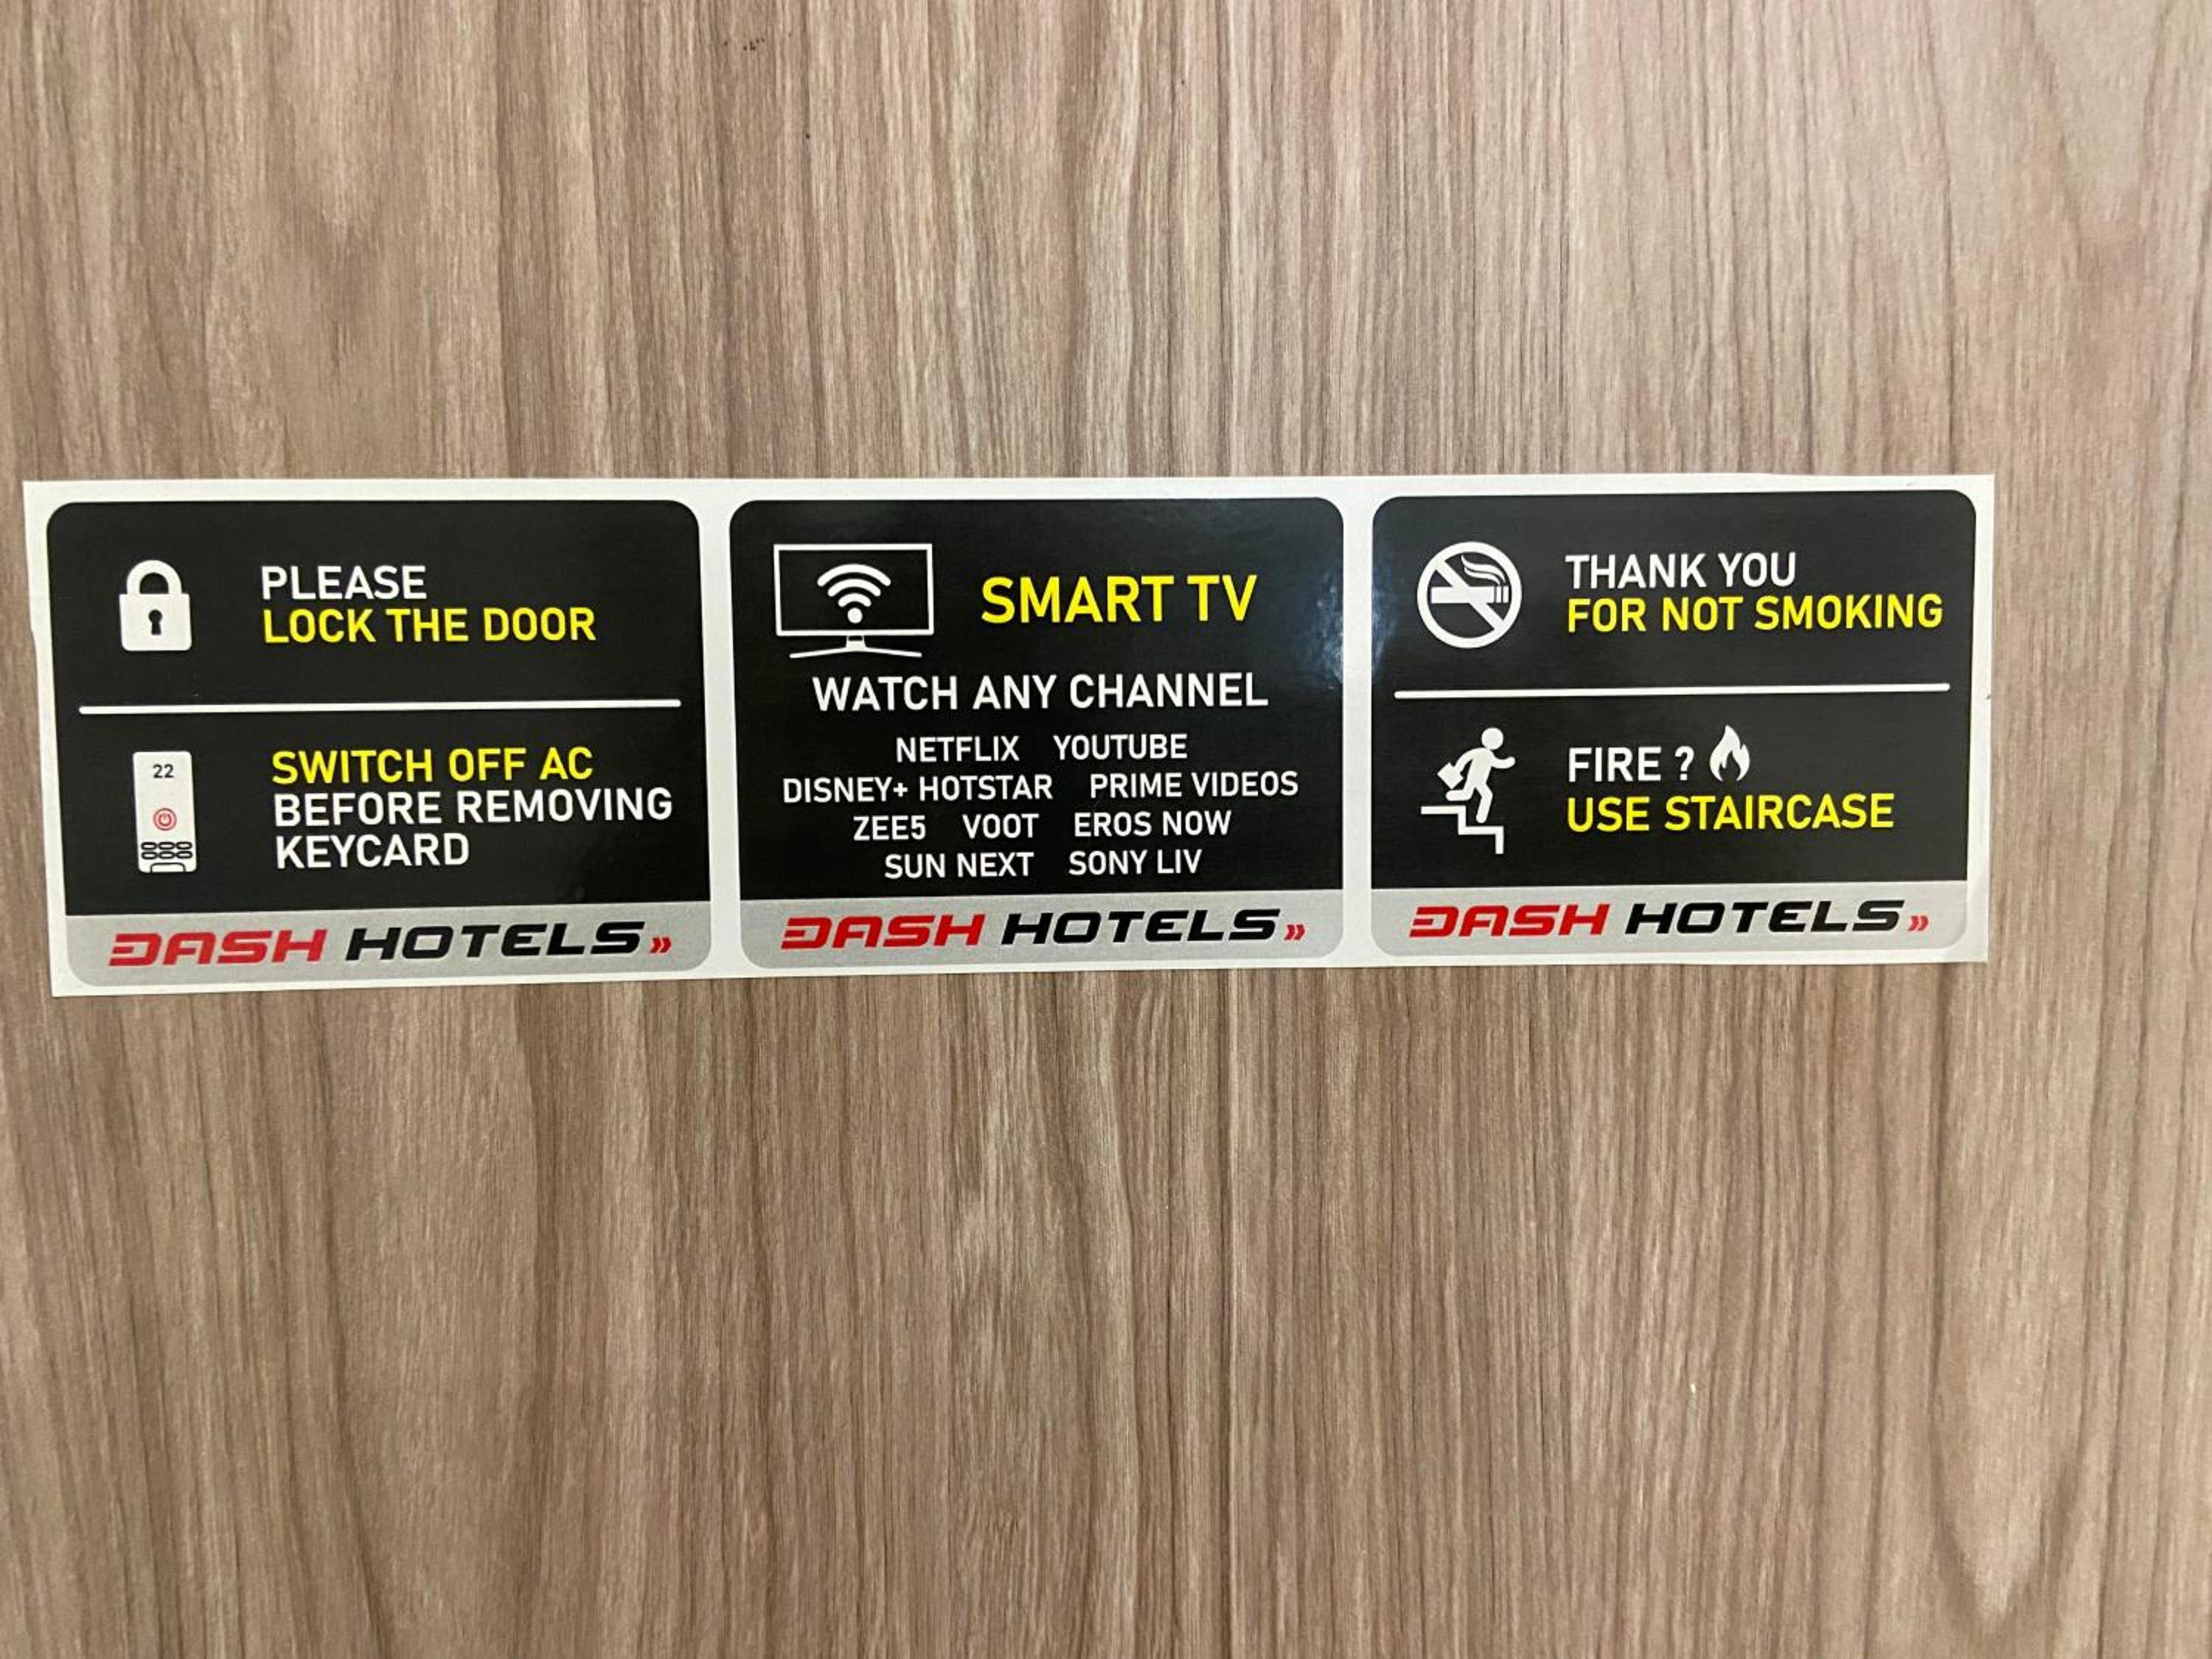 PLEASE
LOCK THE DOOR
22
SWITCH OFF AC
BEFORE REMOVING
KEYCARD
DASH HOTELS»
SMART TV
WATCH ANY CHANNEL
NETFLIX YOUTUBE
DISNEY+ HOTSTAR PRIME VIDEOS
ZEE5 VOOT EROS NOW
SUN NEXT SONY LIV
DASH HOTELS»
THANK YOU
FOR NOT SMOKING
FIRE ?
USE STAIRCASE
DASH HOTELS»